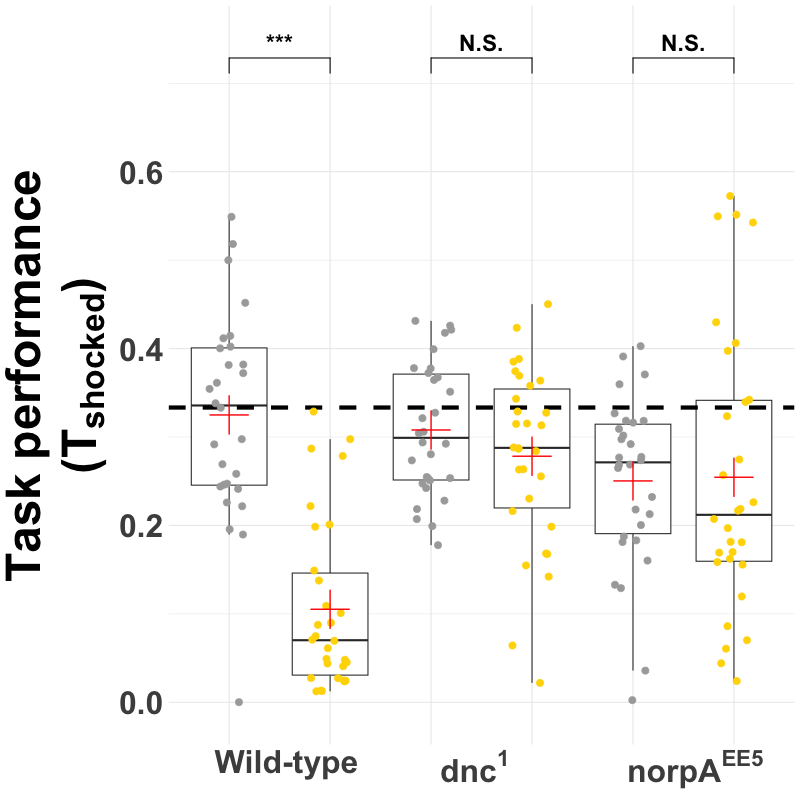 *** N.S. N.S.
Task performance
(Tshocked)
0.6
0.4
0.2
0.0
Wild-type dnc¹ norpAᴱᴱ⁵